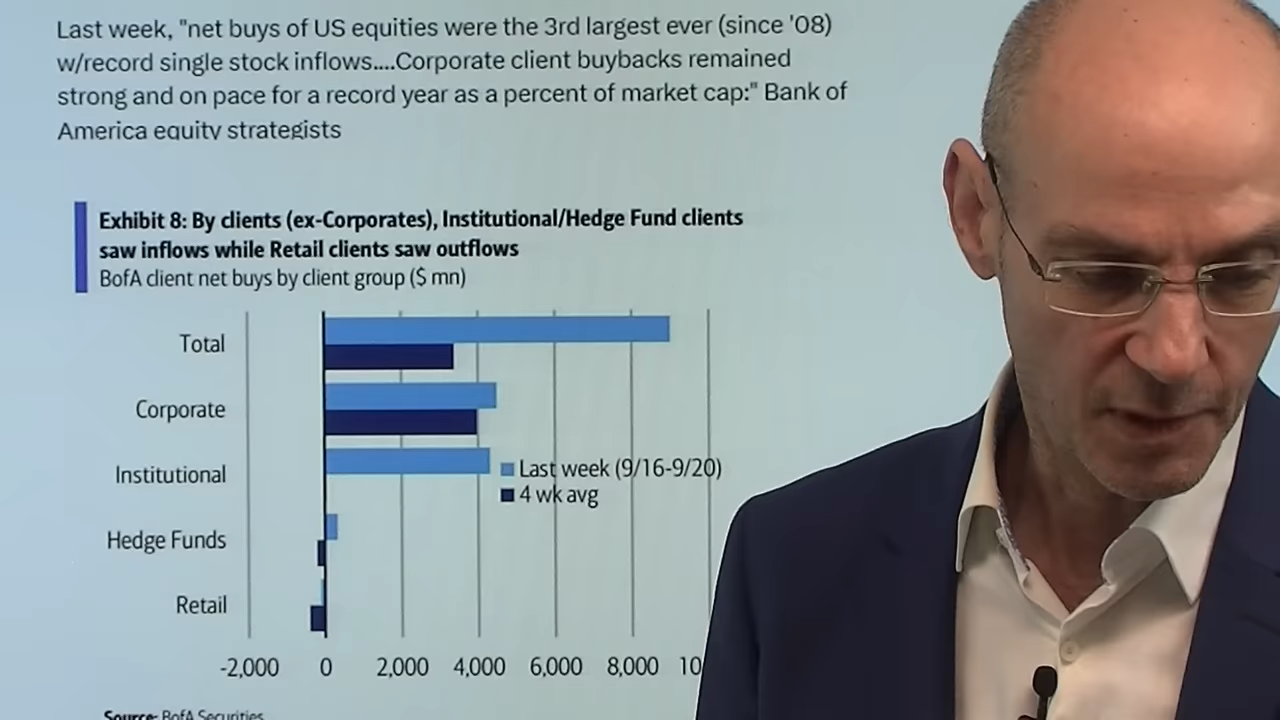 Last week, "net buys of US equities were the 3rd largest ever (since '08)
w/record single stock inflows....Corporate client buybacks remained
strong and on pace for a record year as a percent of market cap:" Bank of
America equity strategists
Exhibit 8: By clients (ex-Corporates), Institutional/Hedge Fund clients
saw inflows while Retail clients saw outflows
BofA client net buys by client group ($ mn)
Total
Corporate
Institutional
Last week (9/16-9/20)
4 wk avg
Hedge Funds
Retail
-2,000 0 2,000 4,000 6,000 8,000 10
Source: BofA Securities